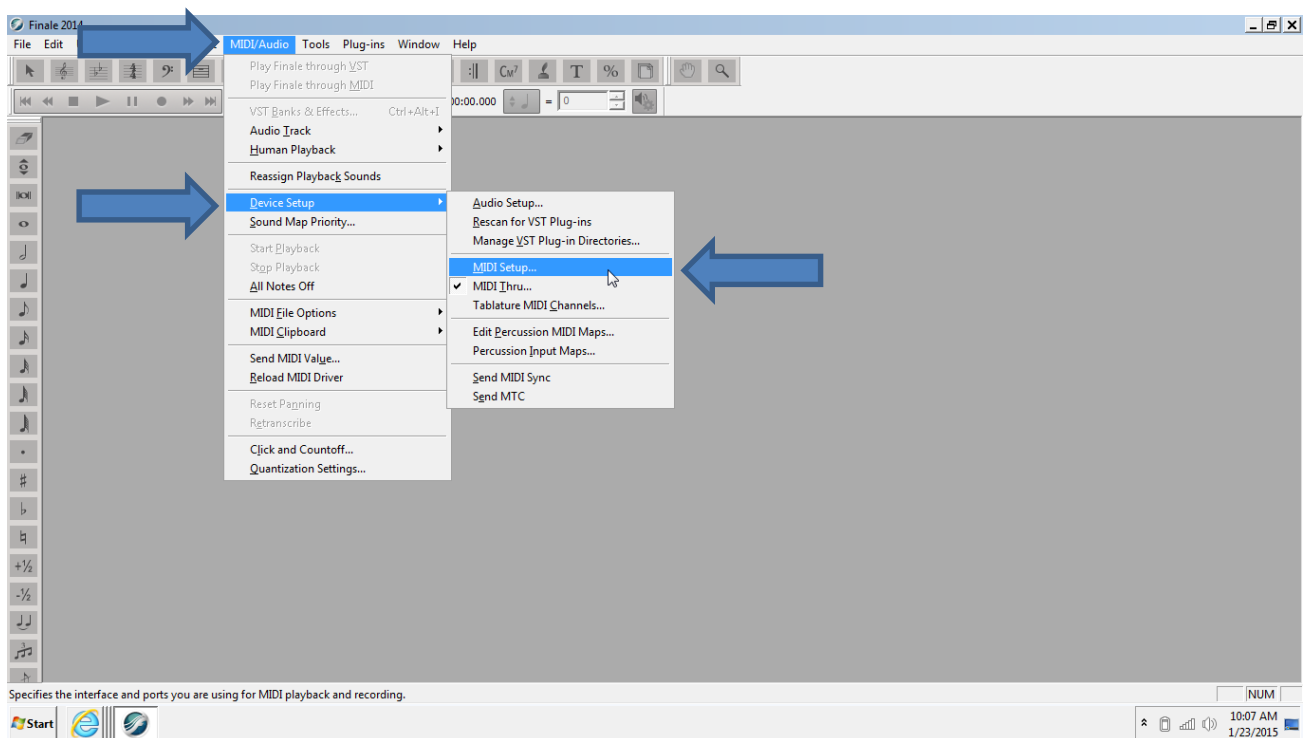 Finale 2014
File Edit MIDI/Audio Tools Plug-ins Window Help
CM7 T %
00:00.000 = 0
Play Finale through VST
Play Finale through MIDI
VST Banks & Effects... Ctrl+Alt+I
Audio Track
Human Playback
Reassign Playback Sounds
Device Setup
Sound Map Priority...
Start Playback
Stop Playback
All Notes Off
MIDI File Options
MIDI Clipboard
Send MIDI Value...
Reload MIDI Driver
Reset Panning
Retranscribe
Click and Countoff...
Quantization Settings...
Audio Setup...
Rescan for VST Plug-ins
Manage VST Plug-in Directories...
MIDI Setup...
MIDI Thru...
Tablature MIDI Channels...
Edit Percussion MIDI Maps...
Percussion Input Maps...
Send MIDI Sync
Send MTC
+½
-½
3
Specifies the interface and ports you are using for MIDI playback and recording. NUM
Start 10:07 AM
1/23/2015